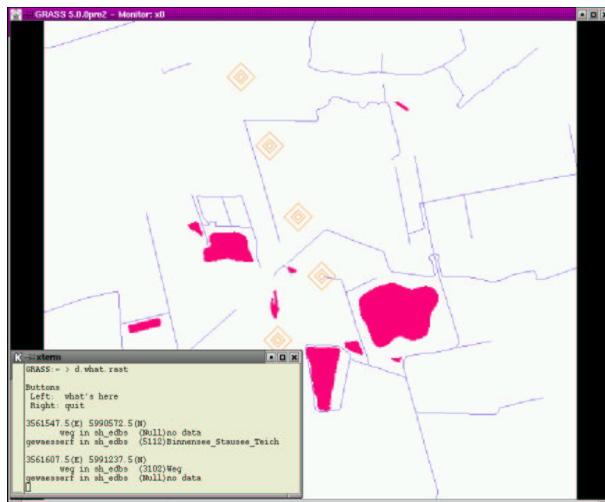 GRASS 5.0.0pre2 - Monitor: x0
xterm
GRASS:~ > d.what.rast
Buttons
Left: what's here
Right: quit
3561547.5(E) 5990572.5(N)
weg in sh_edbs (Null)no data
gewaesserf in sh_edbs (5112)Binnensee_Stausee_Teich
3561607.5(E) 5991237.5(N)
weg in sh_edbs (3102)Weg
gewaesserf in sh_edbs (Null)no data